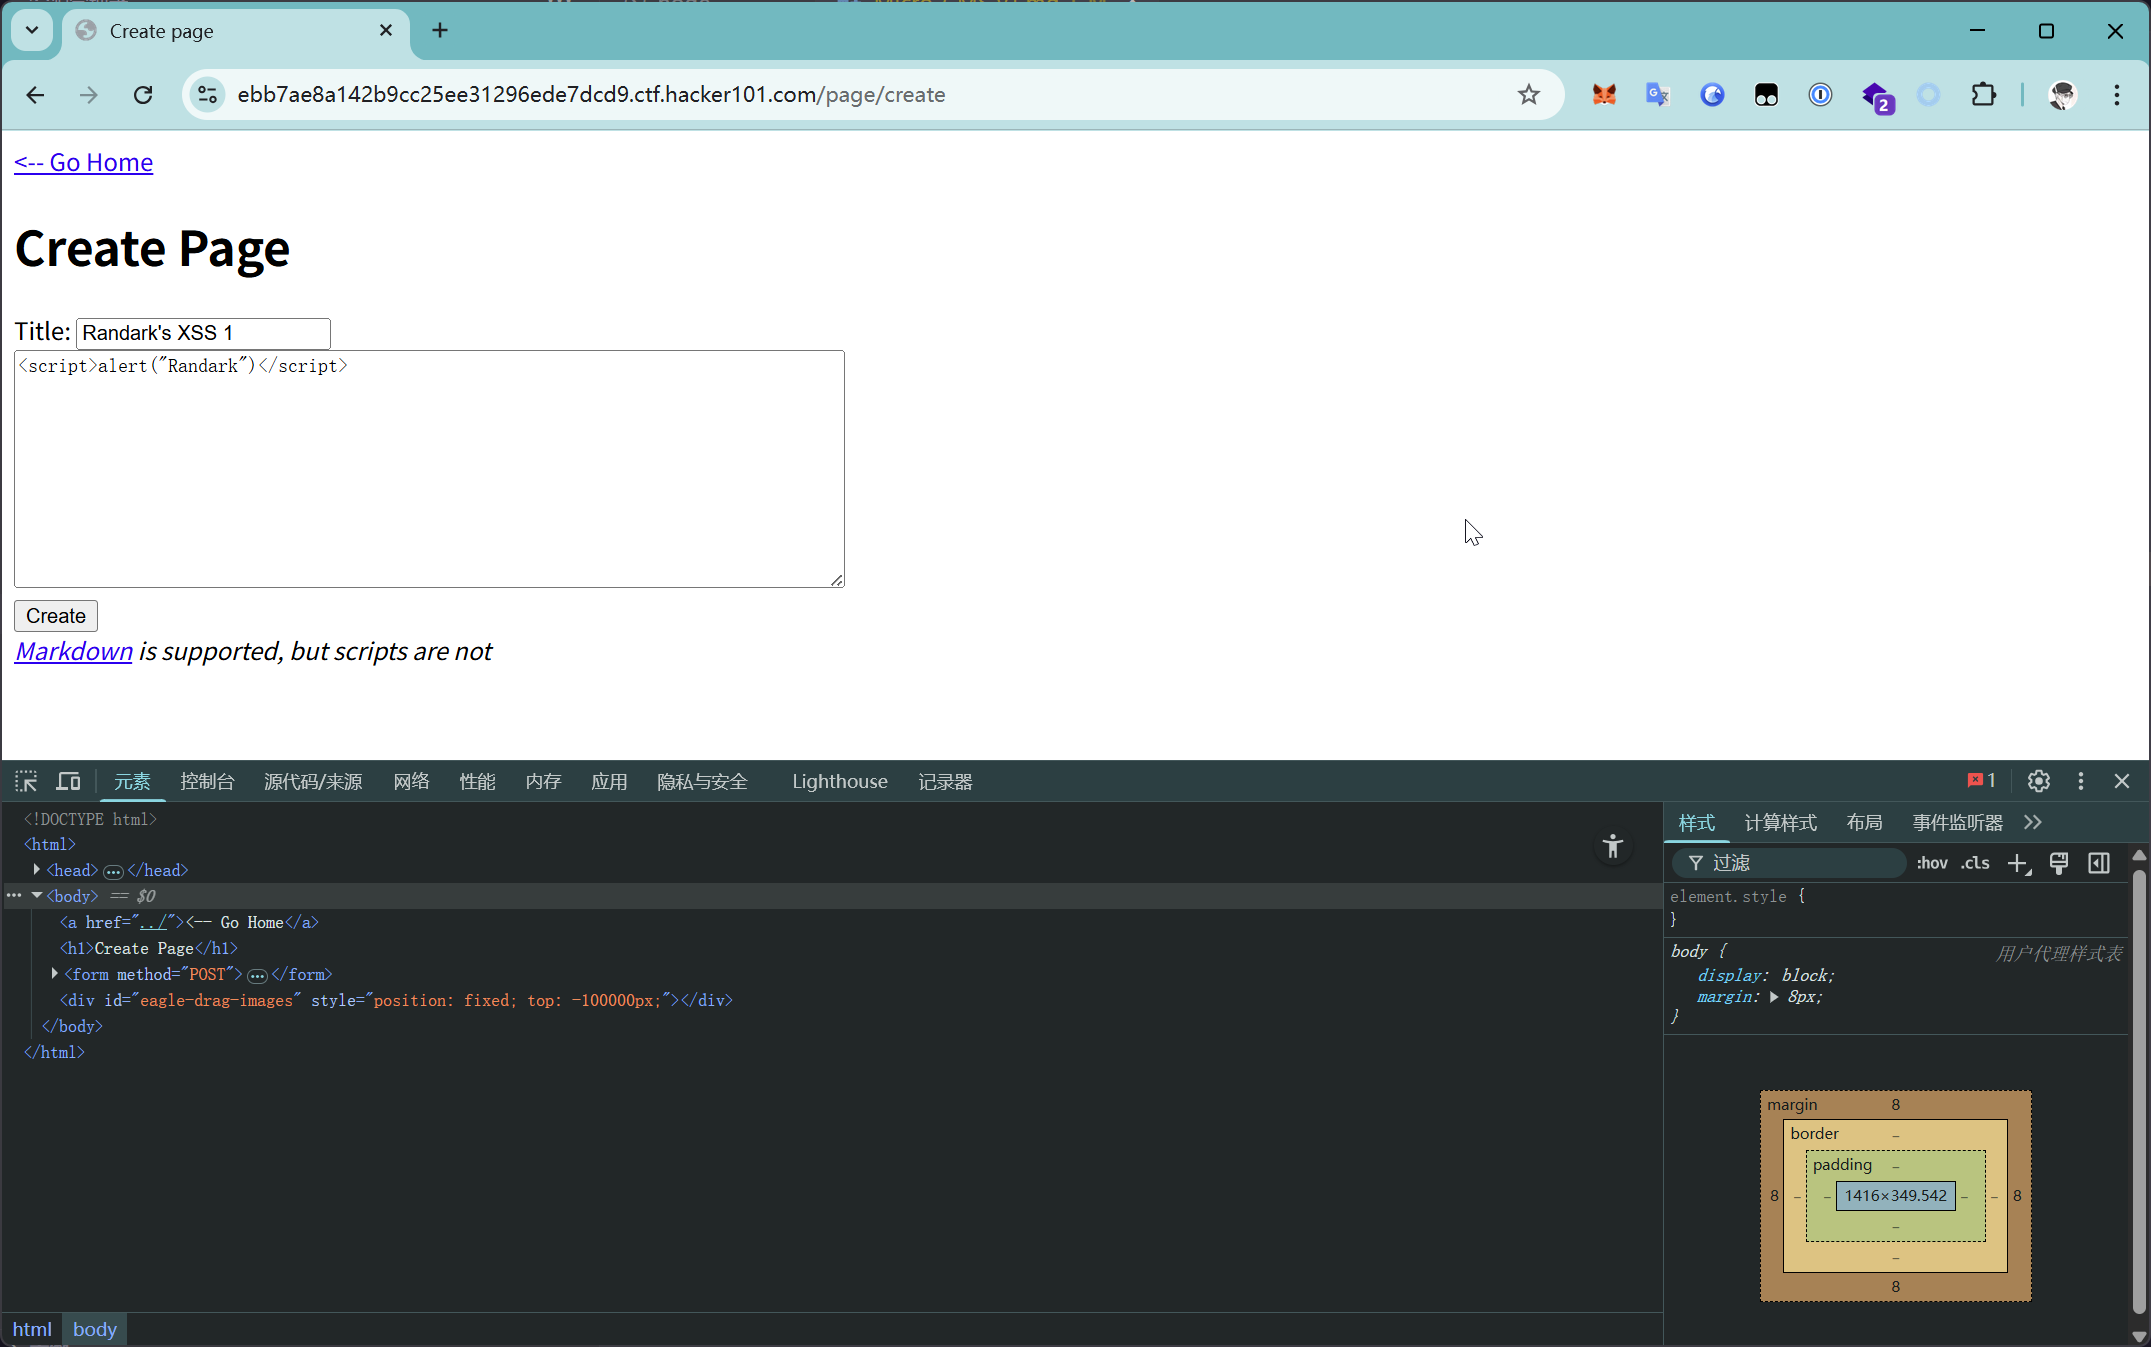 Create page
ebb7ae8a142b9cc25ee31296ede7dcd9.ctf.hacker101.com/page/create
2
<-- Go Home
Create Page
Title: Randark's XSS 1
<script>alert("Randark")</script>
Create
Markdown is supported, but scripts are not
元素 控制台 源代码/来源 网络 性能 内存 应用 隐私与安全 Lighthouse 记录器 1
<!DOCTYPE html>
<html>
<head> ••• </head>
••• <body> == $0
<a href="../"><-- Go Home</a>
<h1>Create Page</h1>
<form method="POST"> ••• </form>
<div id="eagle-drag-images" style="position: fixed; top: -100000px;"></div>
</body>
</html>
html body
样式 计算样式 布局 事件监听器
过滤 :hov .cls
element.style {
}
body { 用户代理样式表
display: block;
margin: 8px;
}
margin 8
border –
padding –
8 – – 1416×349.542 – – 8
–
–
8